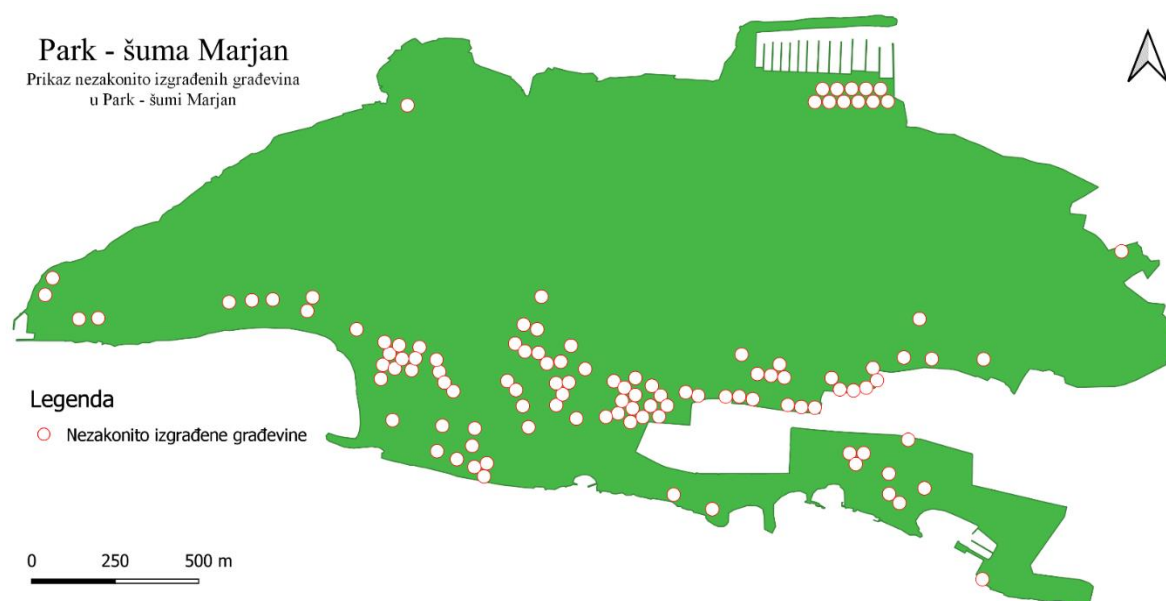 Park - šuma Marjan
Prikaz nezakonito izgrađenih građevina
u Park - šumi Marjan
Legenda
Nezakonito izgrađene građevine
0 250 500 m